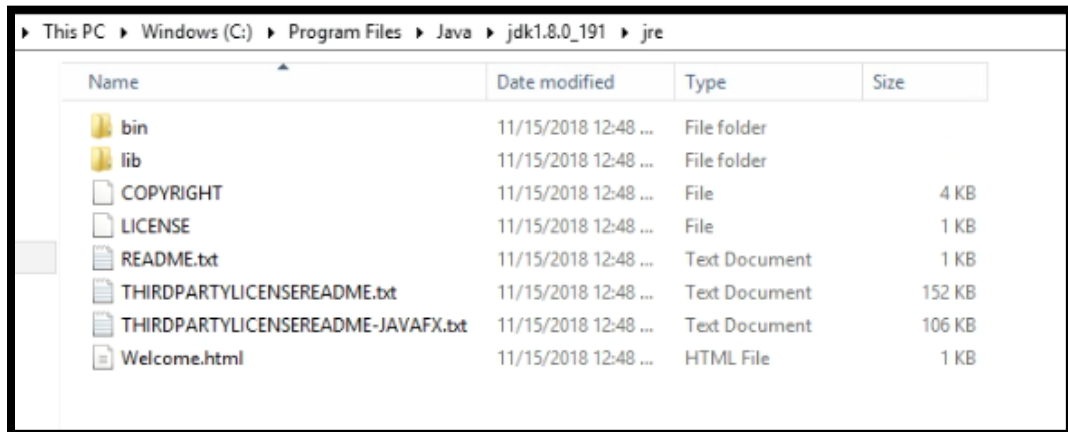 This PC Windows (C:) Program Files Java jdk1.8.0_191 jre
Name Date modified Type Size
bin 11/15/2018 12:48 ... File folder
lib 11/15/2018 12:48 ... File folder
COPYRIGHT 11/15/2018 12:48 ... File 4 KB
LICENSE 11/15/2018 12:48 ... File 1 KB
README.txt 11/15/2018 12:48 ... Text Document 1 KB
THIRDPARTYLICENSEREADME.txt 11/15/2018 12:48 ... Text Document 152 KB
THIRDPARTYLICENSEREADME-JAVAFX.txt 11/15/2018 12:48 ... Text Document 106 KB
Welcome.html 11/15/2018 12:48 ... HTML File 1 KB